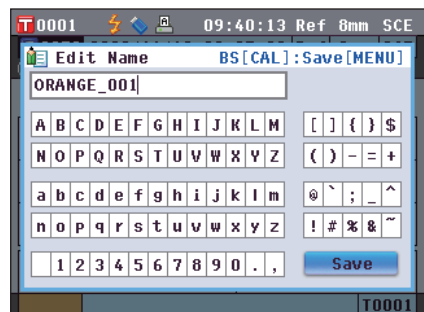 T0001 A 09:40:13 Ref 8mm SCE
Edit Name BS[CAL]:Save[MENU]
ORANGE_001
A B C D E F G H I J K L M [ ] { } $
N O P Q R S T U V W X Y Z ( ) - = +
a b c d e f g h i j k l m @ ` ; _ ^
n o p q r s t u v w x y z ! # % & ~
1 2 3 4 5 6 7 8 9 0 . , Save
T0001